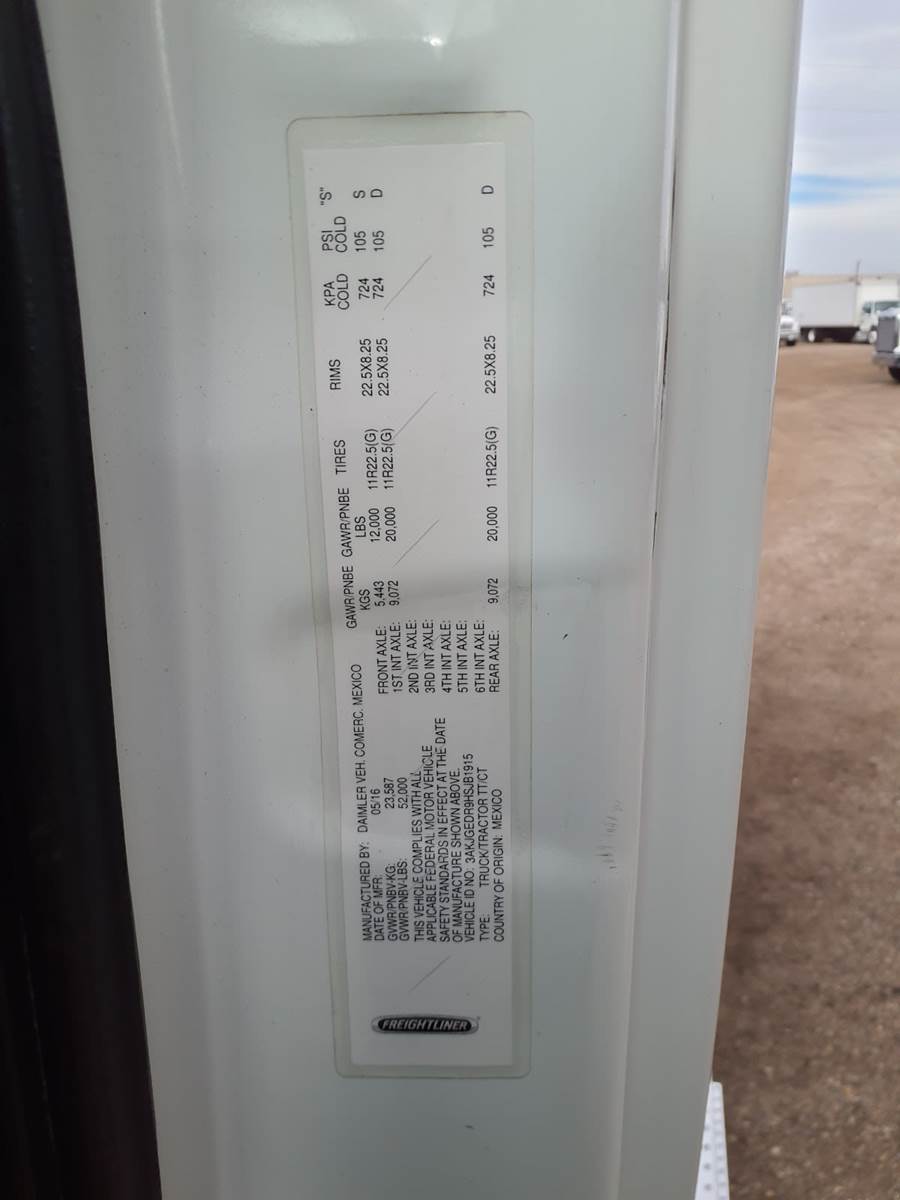 FREIGHTLINER
MANUFACTURED BY: DAIMLER VEH. COMERC. MEXICO
DATE OF MFR: 05/16
GVWR/PNBV-KG: 23,587
GVWR/PNBV-LBS: 52,000
THIS VEHICLE COMPLIES WITH ALL
APPLICABLE FEDERAL MOTOR VEHICLE
SAFETY STANDARDS IN EFFECT AT THE DATE
OF MANUFACTURE SHOWN ABOVE.
VEHICLE ID NO. 3AKJGEDR9HSJB1915
TYPE: TRUCK/TRACTOR TT/CT
COUNTRY OF ORIGIN: MEXICO
GAWR/PNBE GAWR/PNBE TIRES RIMS KPA PSI "S"
KGS LBS COLD COLD
FRONT AXLE: 5,443 12,000 11R22.5(G) 22.5X8.25 724 105 S
1ST INT AXLE: 9,072 20,000 11R22.5(G) 22.5X8.25 724 105 D
2ND INT AXLE:
3RD INT AXLE:
4TH INT AXLE:
5TH INT AXLE:
6TH INT AXLE:
REAR AXLE: 9,072 20,000 11R22.5(G) 22.5X8.25 724 105 D